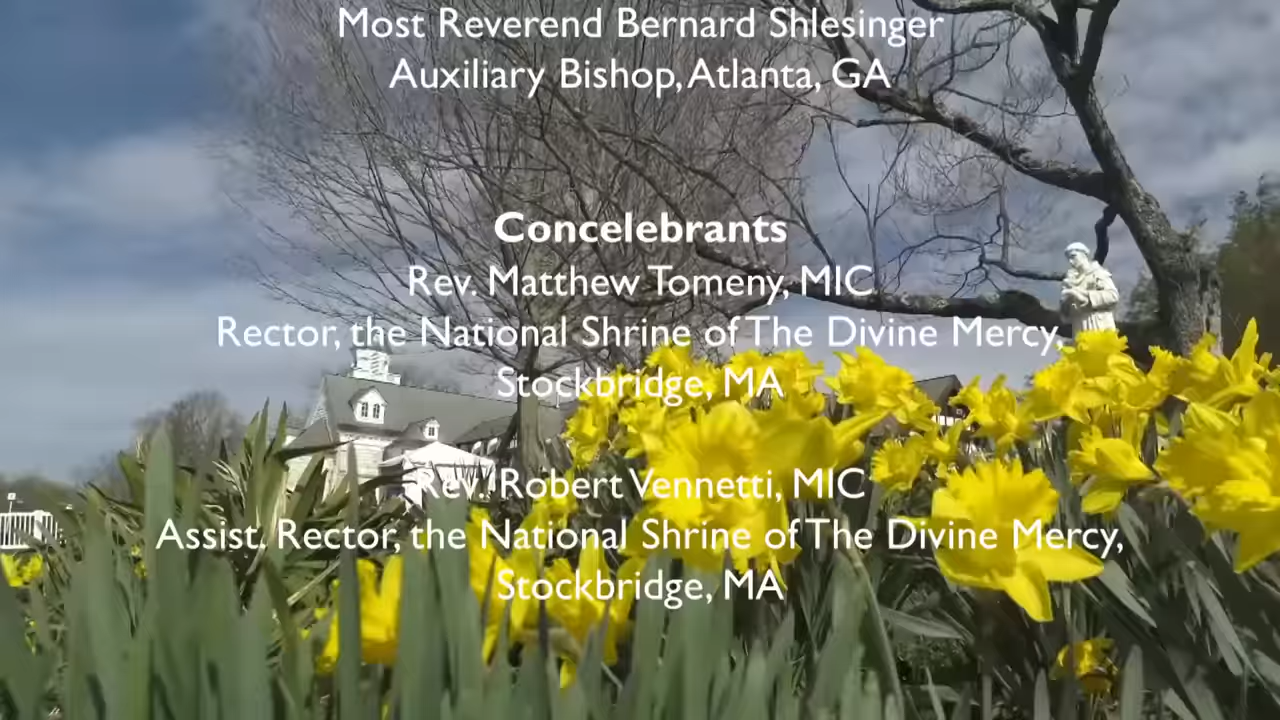 Most Reverend Bernard Shlesinger
Auxiliary Bishop, Atlanta, GA
Concelebrants
Rev. Matthew Tomeny, MIC
Rector, the National Shrine of The Divine Mercy,
Stockbridge, MA
Rev. Robert Vennetti, MIC
Assist. Rector, the National Shrine of The Divine Mercy,
Stockbridge, MA